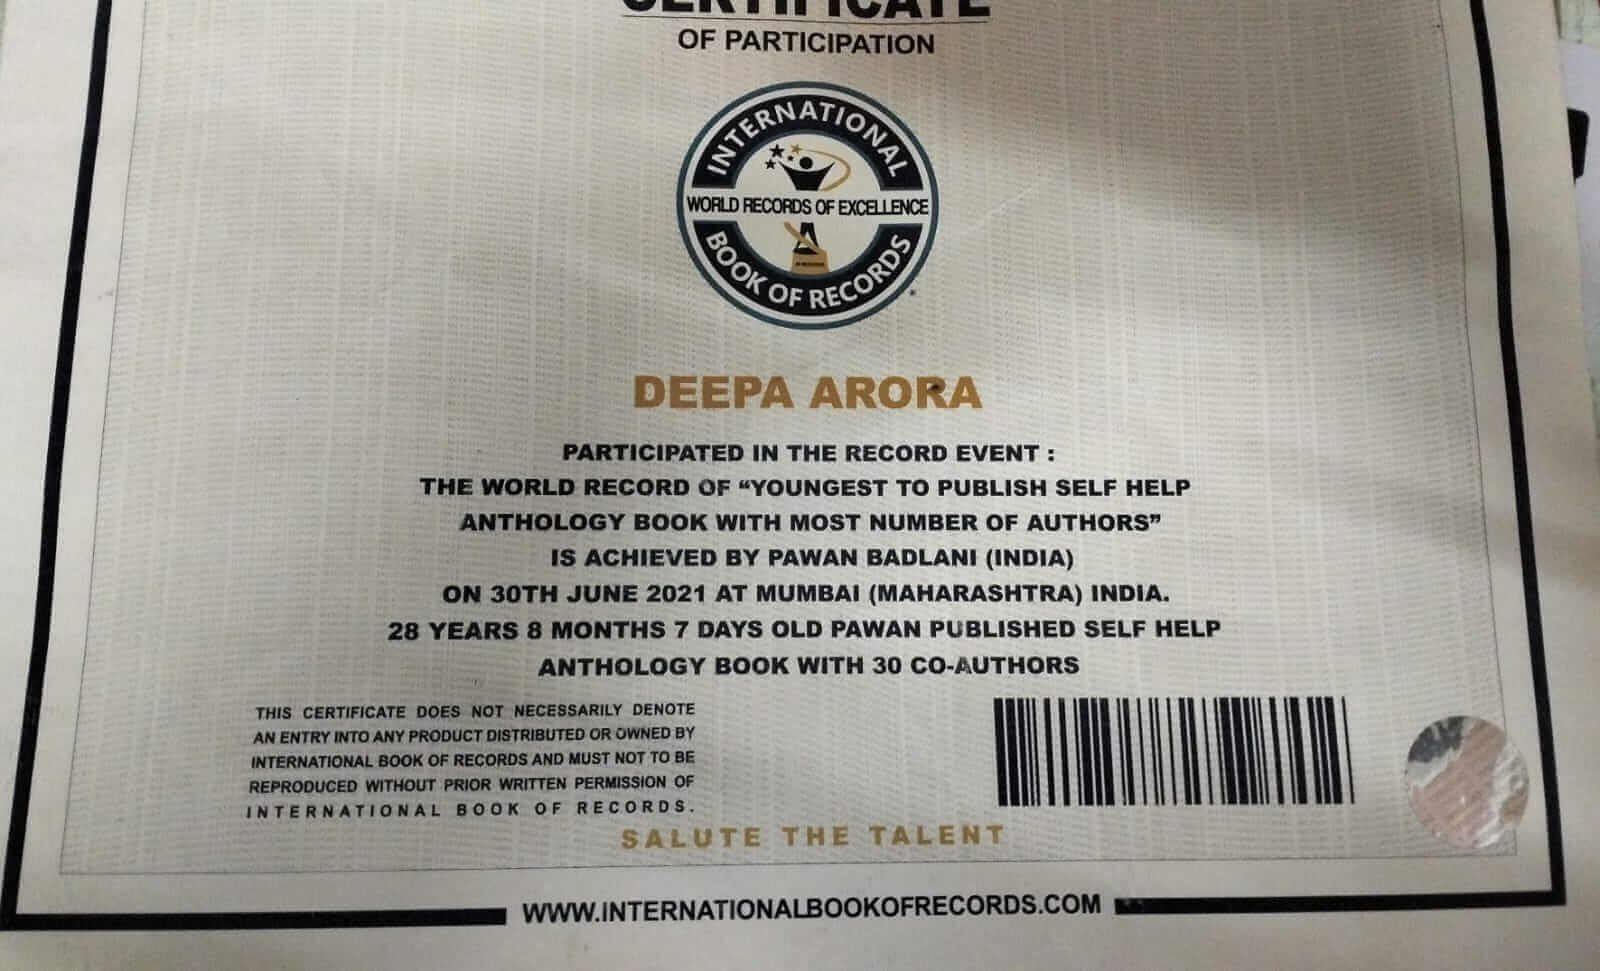 CERTIFICATE
OF PARTICIPATION
INTERNATIONAL
WORLD RECORDS OF EXCELLENCE
BOOK OF RECORDS
DEEPA ARORA
PARTICIPATED IN THE RECORD EVENT :
THE WORLD RECORD OF “YOUNGEST TO PUBLISH SELF HELP
ANTHOLOGY BOOK WITH MOST NUMBER OF AUTHORS”
IS ACHIEVED BY PAWAN BADLANI (INDIA)
ON 30TH JUNE 2021 AT MUMBAI (MAHARASHTRA) INDIA.
28 YEARS 8 MONTHS 7 DAYS OLD PAWAN PUBLISHED SELF HELP
ANTHOLOGY BOOK WITH 30 CO-AUTHORS
THIS CERTIFICATE DOES NOT NECESSARILY DENOTE
AN ENTRY INTO ANY PRODUCT DISTRIBUTED OR OWNED BY
INTERNATIONAL BOOK OF RECORDS AND MUST NOT TO BE
REPRODUCED WITHOUT PRIOR WRITTEN PERMISSION OF
INTERNATIONAL BOOK OF RECORDS.
SALUTE THE TALENT
WWW.INTERNATIONALBOOKOFRECORDS.COM